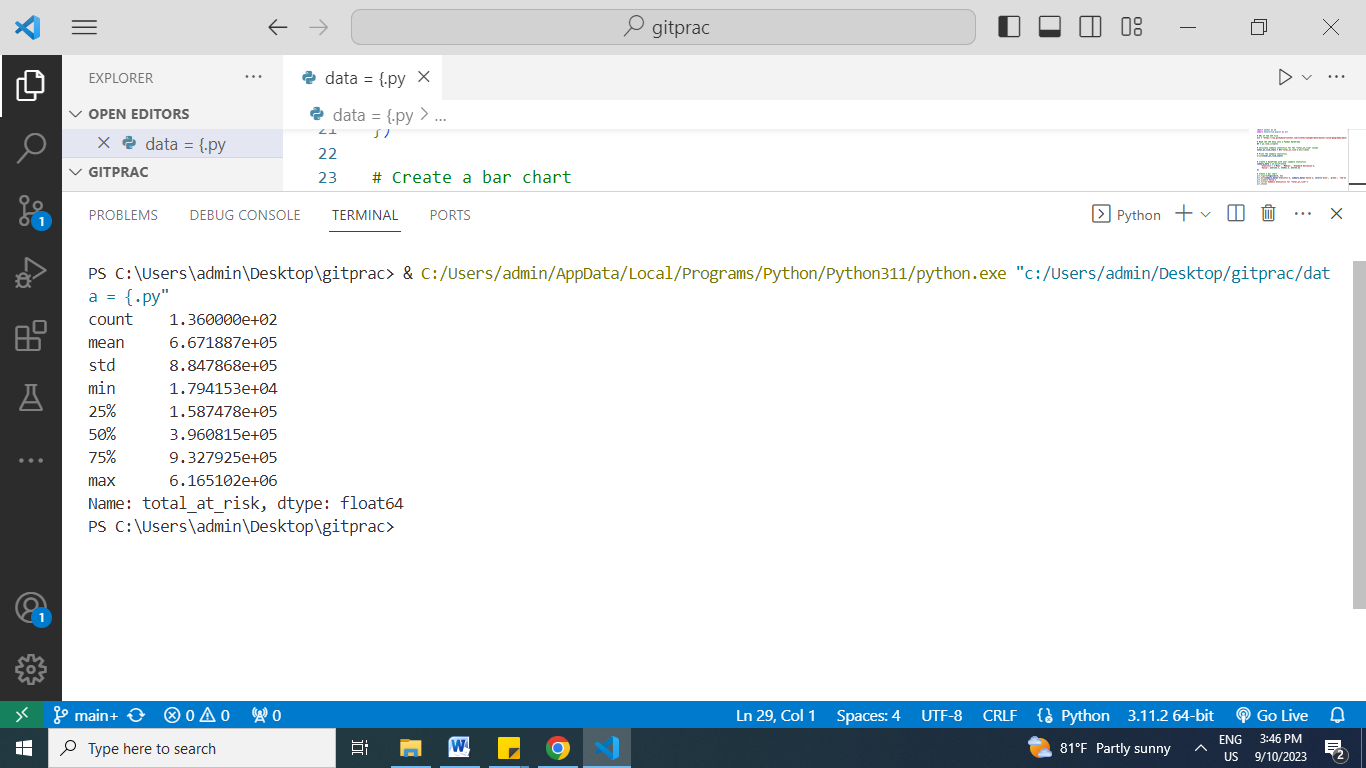 gitprac
EXPLORER
data = {.py
OPEN EDITORS
data = {.py > ...
data = {.py
21 })
22
GITPRAC
23 # Create a bar chart
PROBLEMS DEBUG CONSOLE TERMINAL PORTS
Python
PS C:\Users\admin\Desktop\gitprac> & C:/Users/admin/AppData/Local/Programs/Python/Python311/python.exe "c:/Users/admin/Desktop/gitprac/dat
a = {.py"
count 1.360000e+02
mean 6.671887e+05
std 8.847868e+05
min 1.794153e+04
25% 1.587478e+05
50% 3.960815e+05
75% 9.327925e+05
max 6.165102e+06
Name: total_at_risk, dtype: float64
PS C:\Users\admin\Desktop\gitprac>
1
1
main+ 0 0 0 Ln 29, Col 1 Spaces: 4 UTF-8 CRLF Python 3.11.2 64-bit Go Live
Type here to search
81°F Partly sunny
ENG
US
3:46 PM
9/10/2023
2